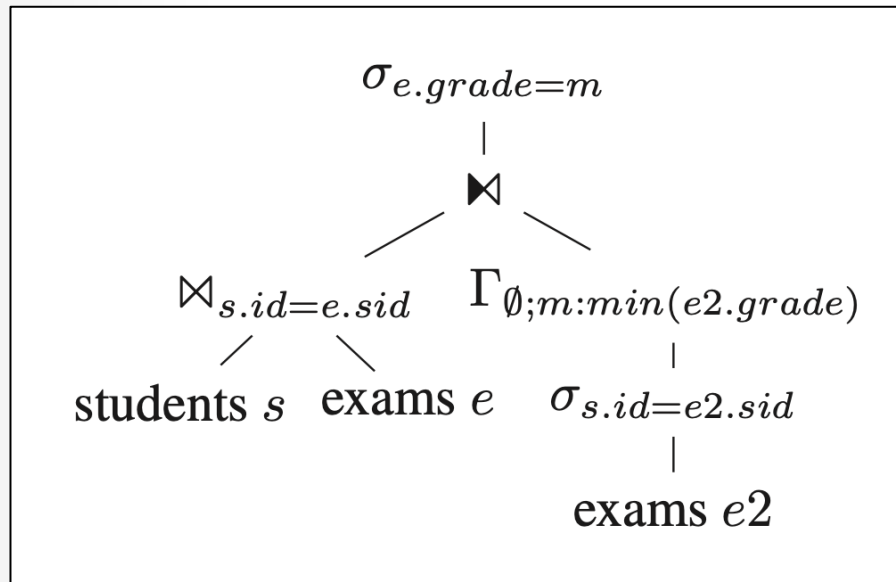 σ_{e.grade=m}
⧑
⋈_{s.id=e.sid} Γ_{∅;m:min(e2.grade)}
students s exams e σ_{s.id=e2.sid}
exams e2